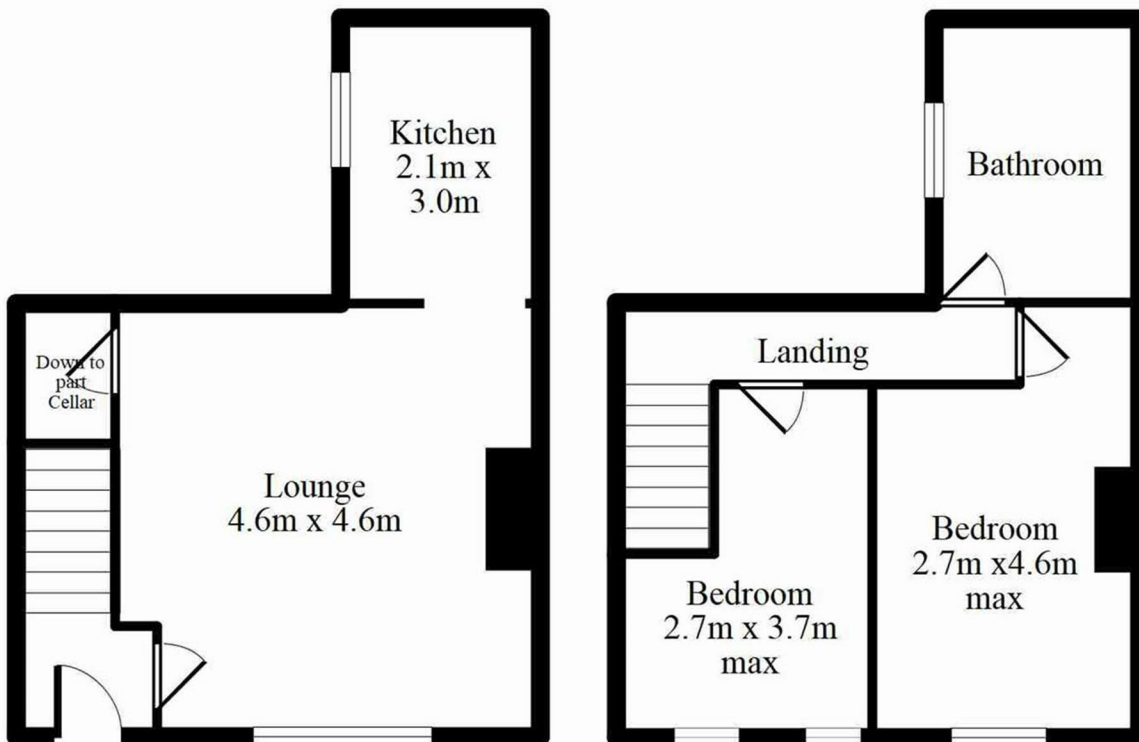 Kitchen
2.1m x
3.0m
Down to
part
Cellar
Lounge
4.6m x 4.6m
Bathroom
Landing
Bedroom
2.7m x4.6m
max
Bedroom
2.7m x 3.7m
max